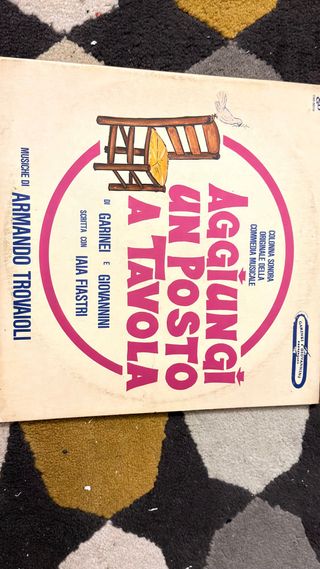 COLONNA SONORA
ORIGINALE DELLA
COMMEDIA MUSICALE
AGGIUNGI
UN POSTO
A TAVOLA
DI GARINEI E GIOVANNINI
SCRITTA CON IAIA FIASTRI
MUSICHE DI ARMANDO TROVAIOLI